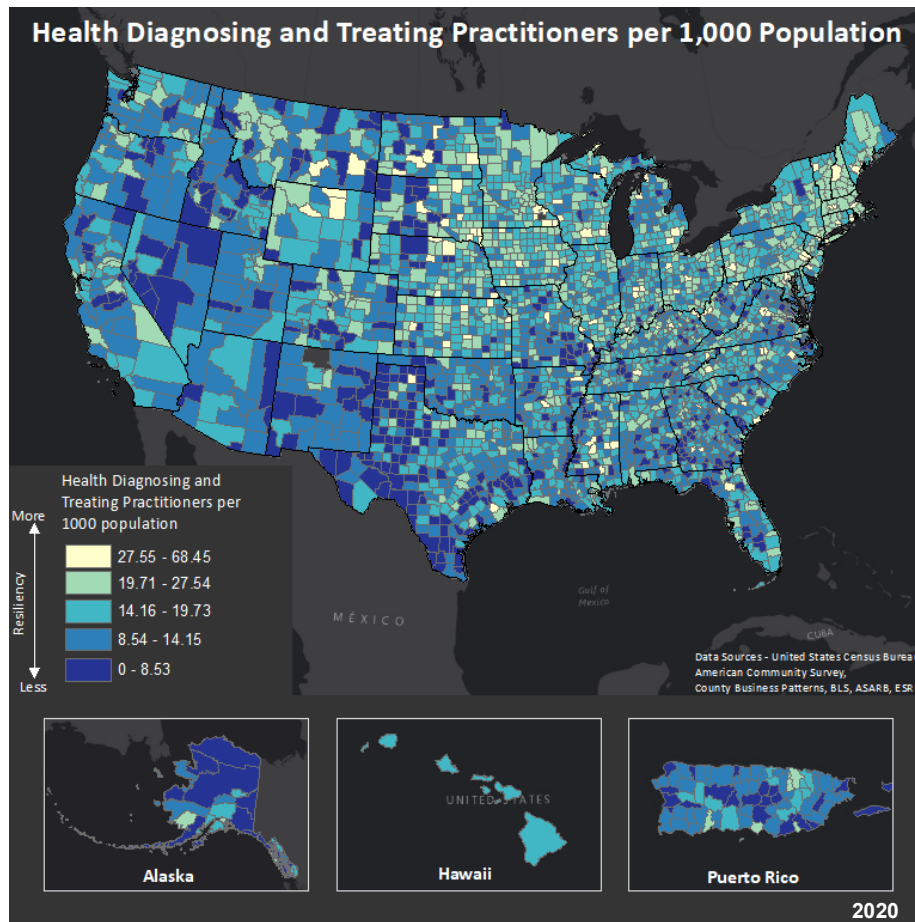 Health Diagnosing and Treating Practitioners per 1,000 Population
Health Diagnosing and
Treating Practitioners per
1000 population
More
Resiliency
Less
27.55 - 68.45
19.71 - 27.54
14.16 - 19.73
8.54 - 14.15
0 - 8.53
MÉXICO
Gulf of
Mexico
CUBA
Data Sources - United States Census Bureau
American Community Survey,
County Business Patterns, BLS, ASARB, ESR
UNITED STATES
Alaska
Hawaii
Puerto Rico
2020